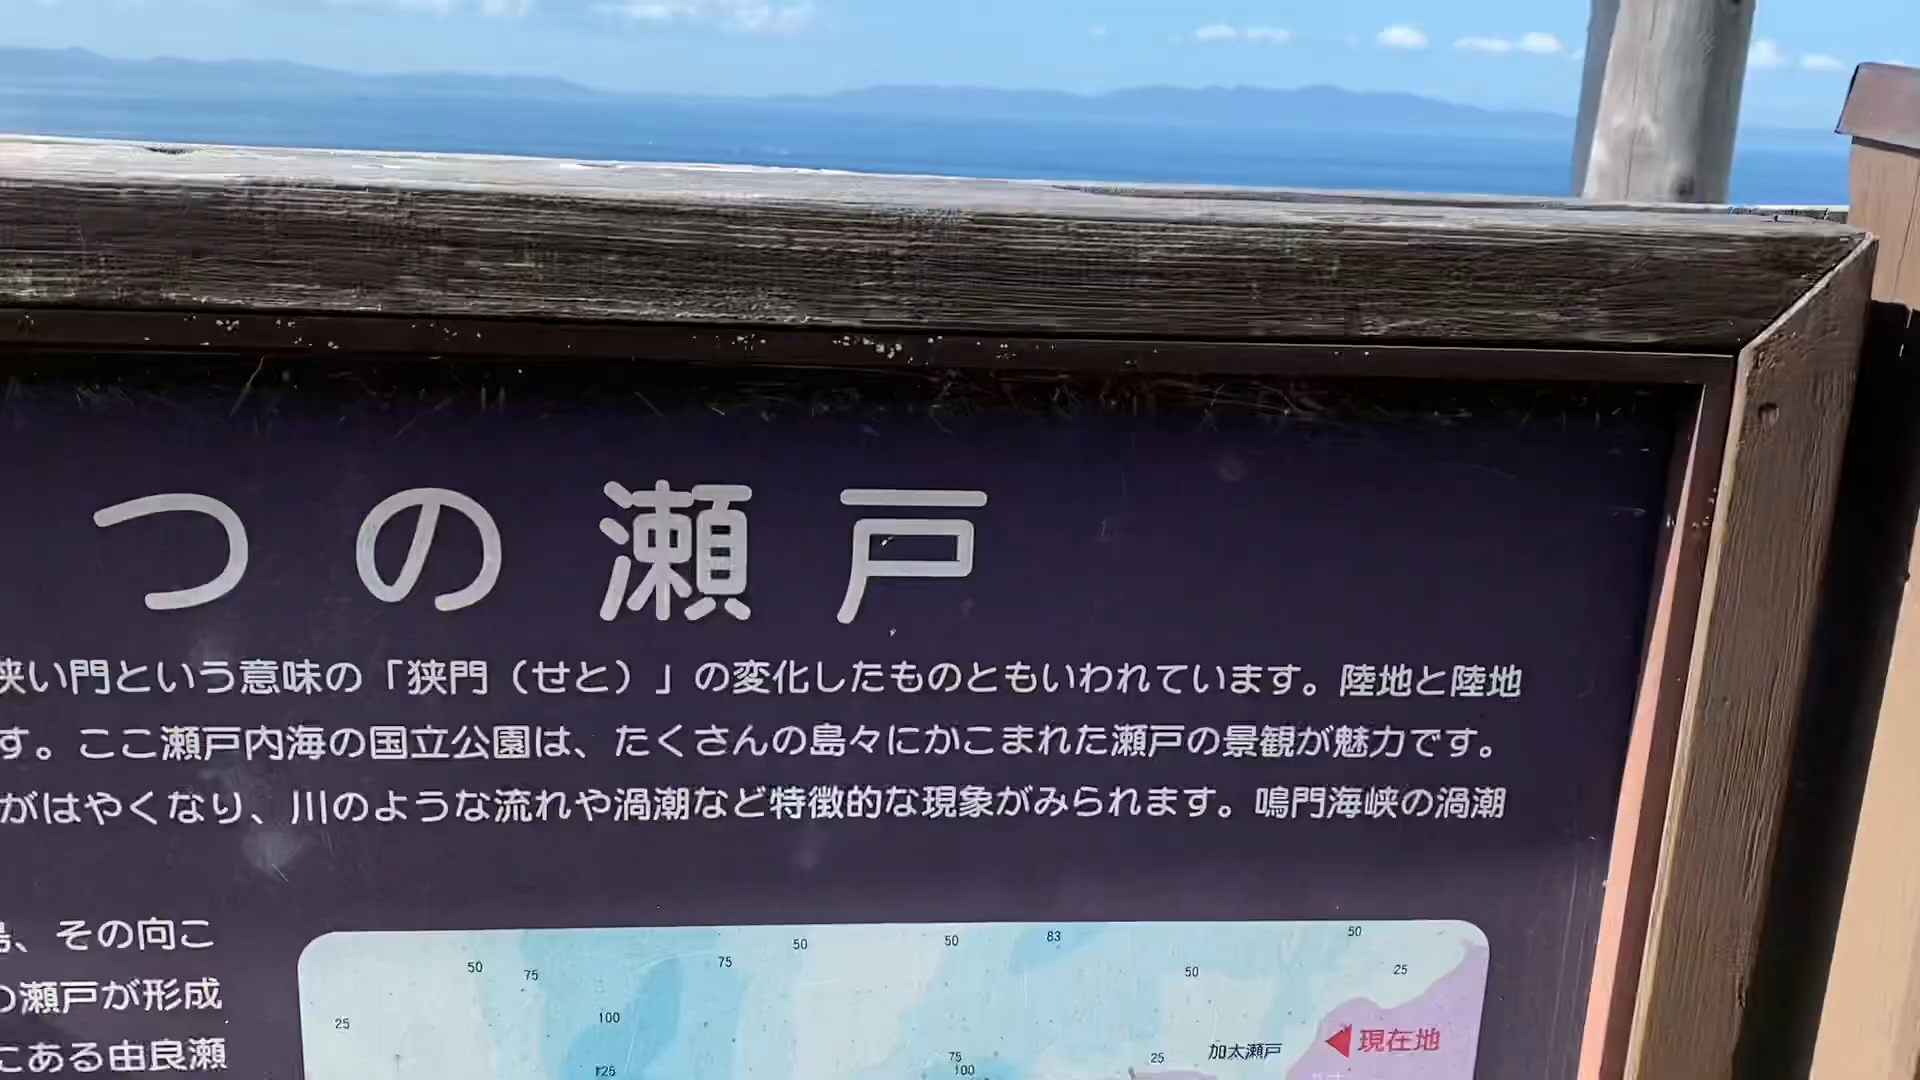 つの瀬戸
狭い門という意味の「狭門（せと）」の変化したものともいわれています。陸地と陸地
す。ここ瀬戸内海の国立公園は、たくさんの島々にかこまれた瀬戸の景観が魅力です。
がはやくなり、川のような流れや渦潮など特徴的な現象がみられます。鳴門海峡の渦潮
島、その向こ
の瀬戸が形成
にある由良瀬
50 50 83 50
50 75 75 50 25
25 100
加太瀬戸
現在地
125 75 100 25